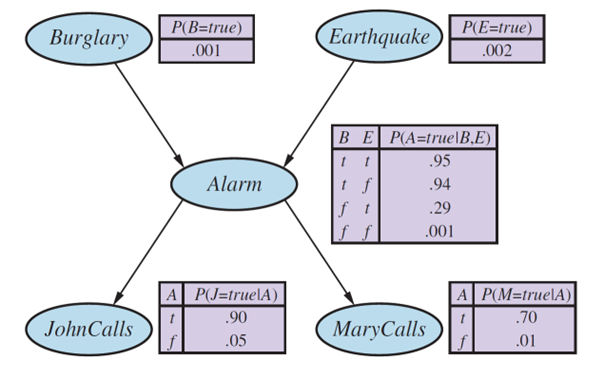 Burglary
P(B=true)
.001
Earthquake
P(E=true)
.002
Alarm
B E P(A=true|B,E)
t t .95
t f .94
f t .29
f f .001
JohnCalls
A P(J=true|A)
t .90
f .05
MaryCalls
A P(M=true|A)
t .70
f .01